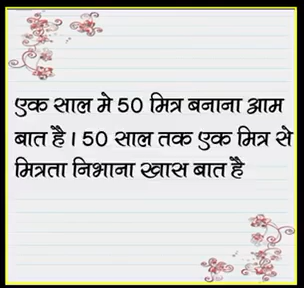 एक साल मे 50 मित्र बनाना आम
बात है। 50 साल तक एक मित्र से
मित्रता निभाना खास बात है